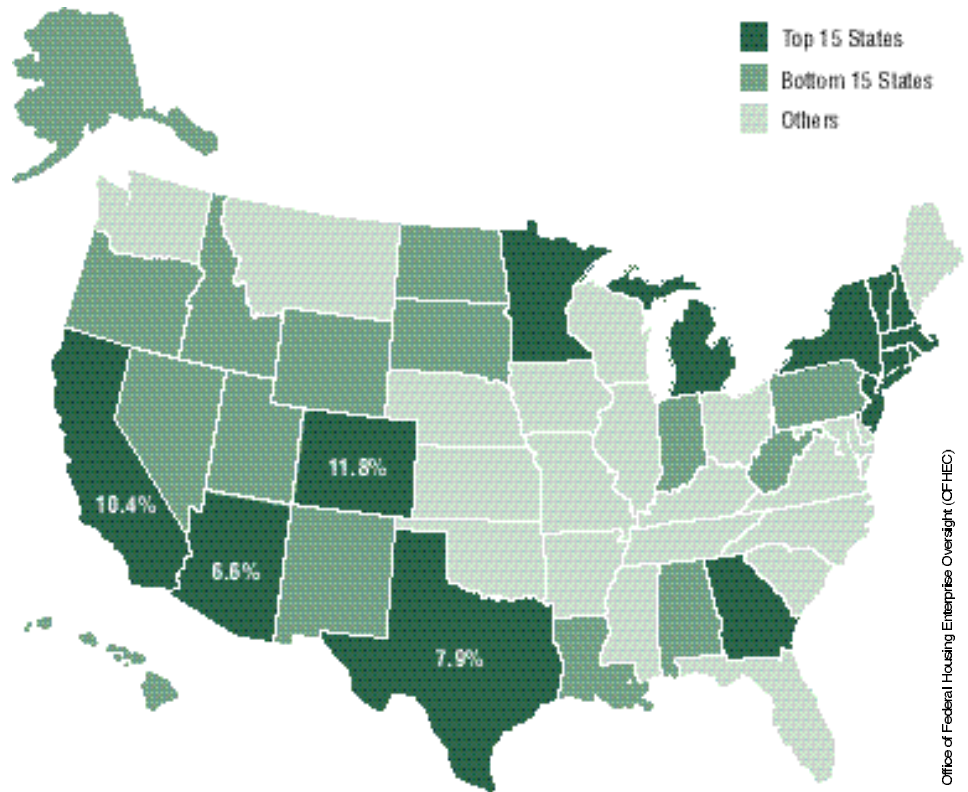 Top 15 States
Bottom 15 States
Others
11.8%
10.4%
6.6%
7.9%
Office of Federal Housing Enterprise Oversight (OFHEC)